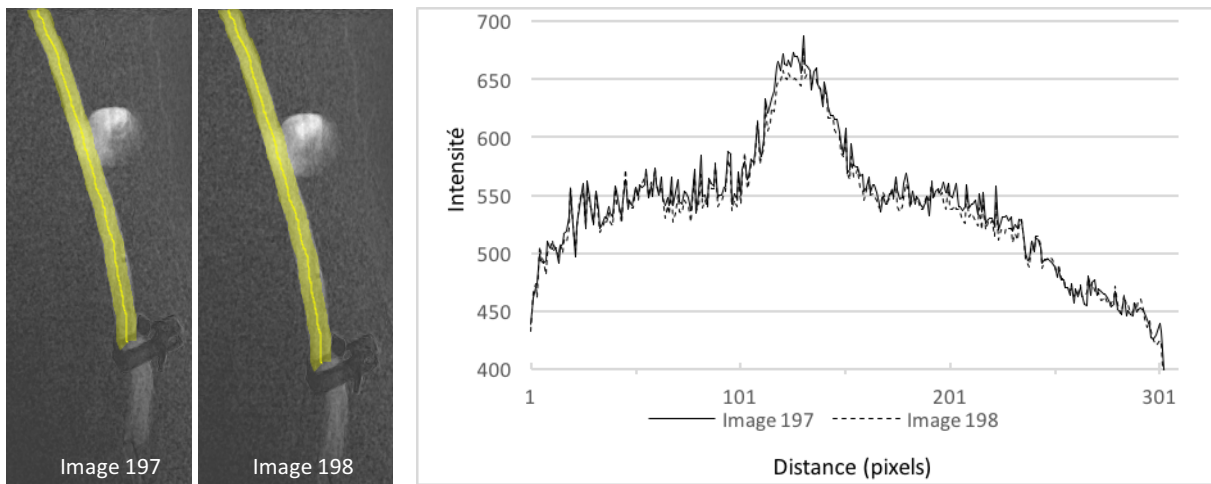 Image 197
Image 198
700
650
600
550
500
450
400
Intensité
1
101
201
301
Image 197
Image 198
Distance (pixels)